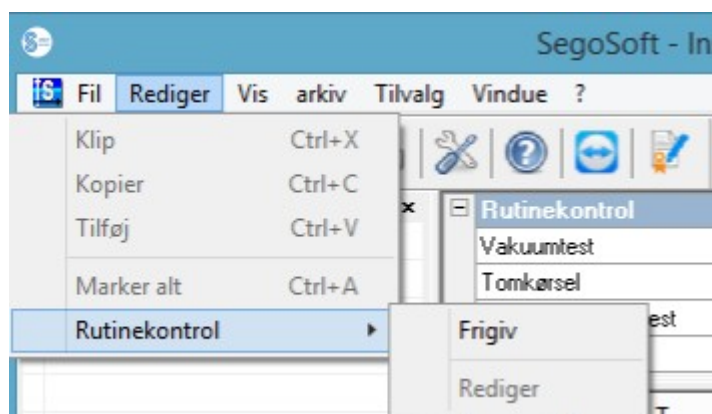 SegoSoft - In
Fil Rediger Vis arkiv Tilvalg Vindue ?
Klip Ctrl+X
Kopier Ctrl+C
Tilføj Ctrl+V
Marker alt Ctrl+A
Rutinekontrol
Frigiv
Rediger
Rutinekontrol
Vakuumtest
Tomkørsel
est